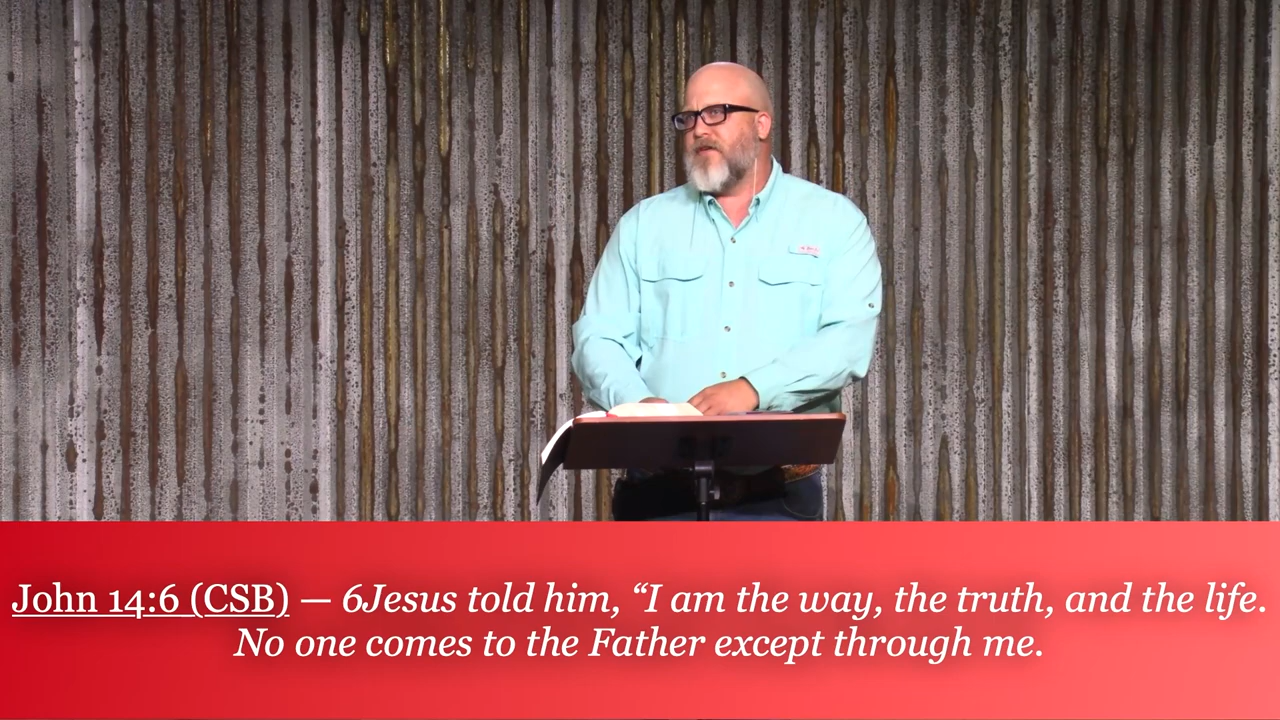 John 14:6 (CSB) — 6Jesus told him, “I am the way, the truth, and the life.
No one comes to the Father except through me.